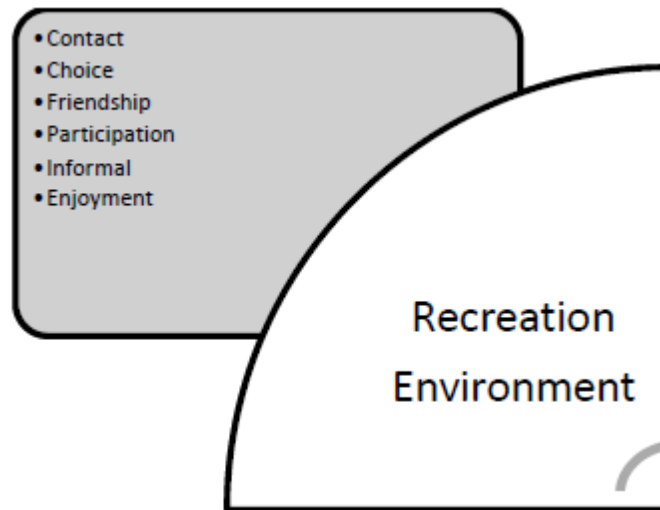 • Contact
• Choice
• Friendship
• Participation
• Informal
• Enjoyment
Recreation
Environment